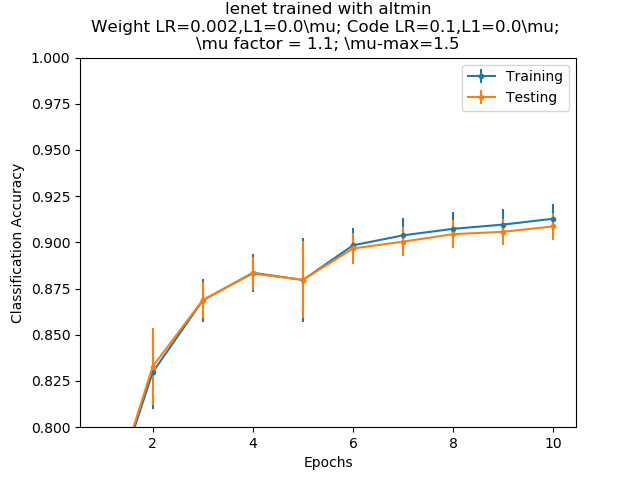 lenet trained with altmin
Weight LR=0.002,L1=0.0\mu; Code LR=0.1,L1=0.0\mu;
\mu factor = 1.1; \mu-max=1.5
Training
Testing
1.000
0.975
0.950
0.925
0.900
0.875
0.850
0.825
0.800
Classification Accuracy
2 4 6 8 10
Epochs